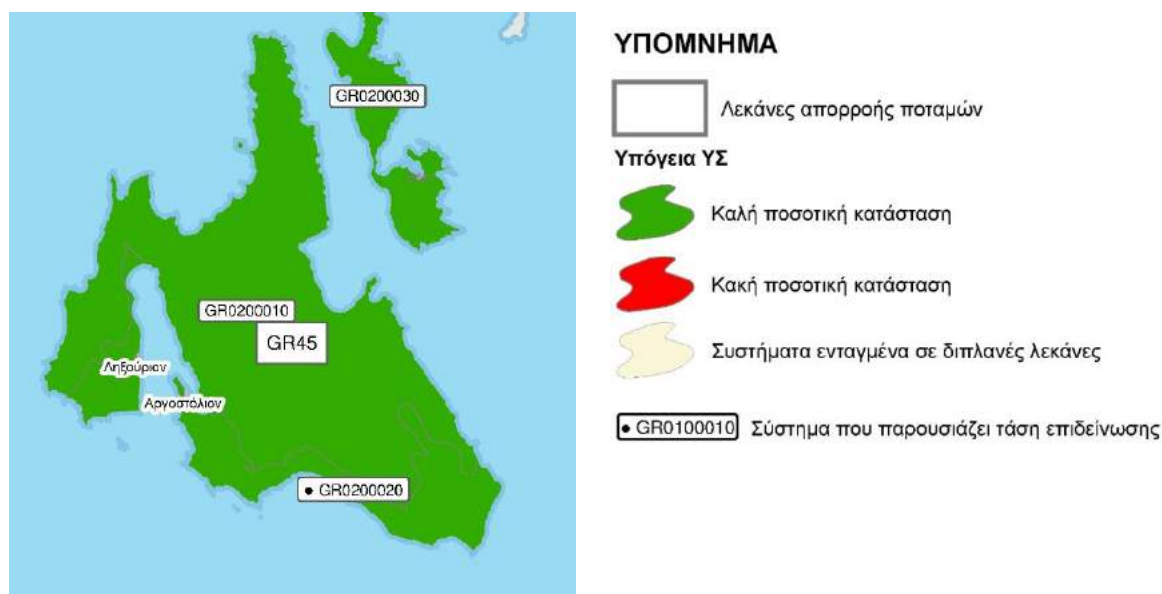 GR0200030
GR0200010
GR45
Ληξούριον
Αργοστόλιον
• GR0200020
ΥΠΟΜΝΗΜΑ
Λεκάνες απορροής ποταμών
Υπόγεια ΥΣ
Καλή ποσοτική κατάσταση
Κακή ποσοτική κατάσταση
Συστήματα ενταγμένα σε διπλανές λεκάνες
• GR0100010 Σύστημα που παρουσιάζει τάση επιδείνωσης